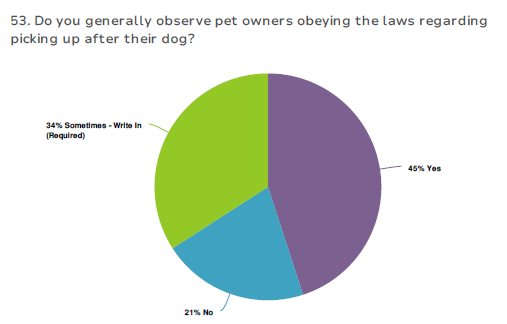 53. Do you generally observe pet owners obeying the laws regarding
picking up after their dog?
34% Sometimes - Write In
(Required)
45% Yes
21% No